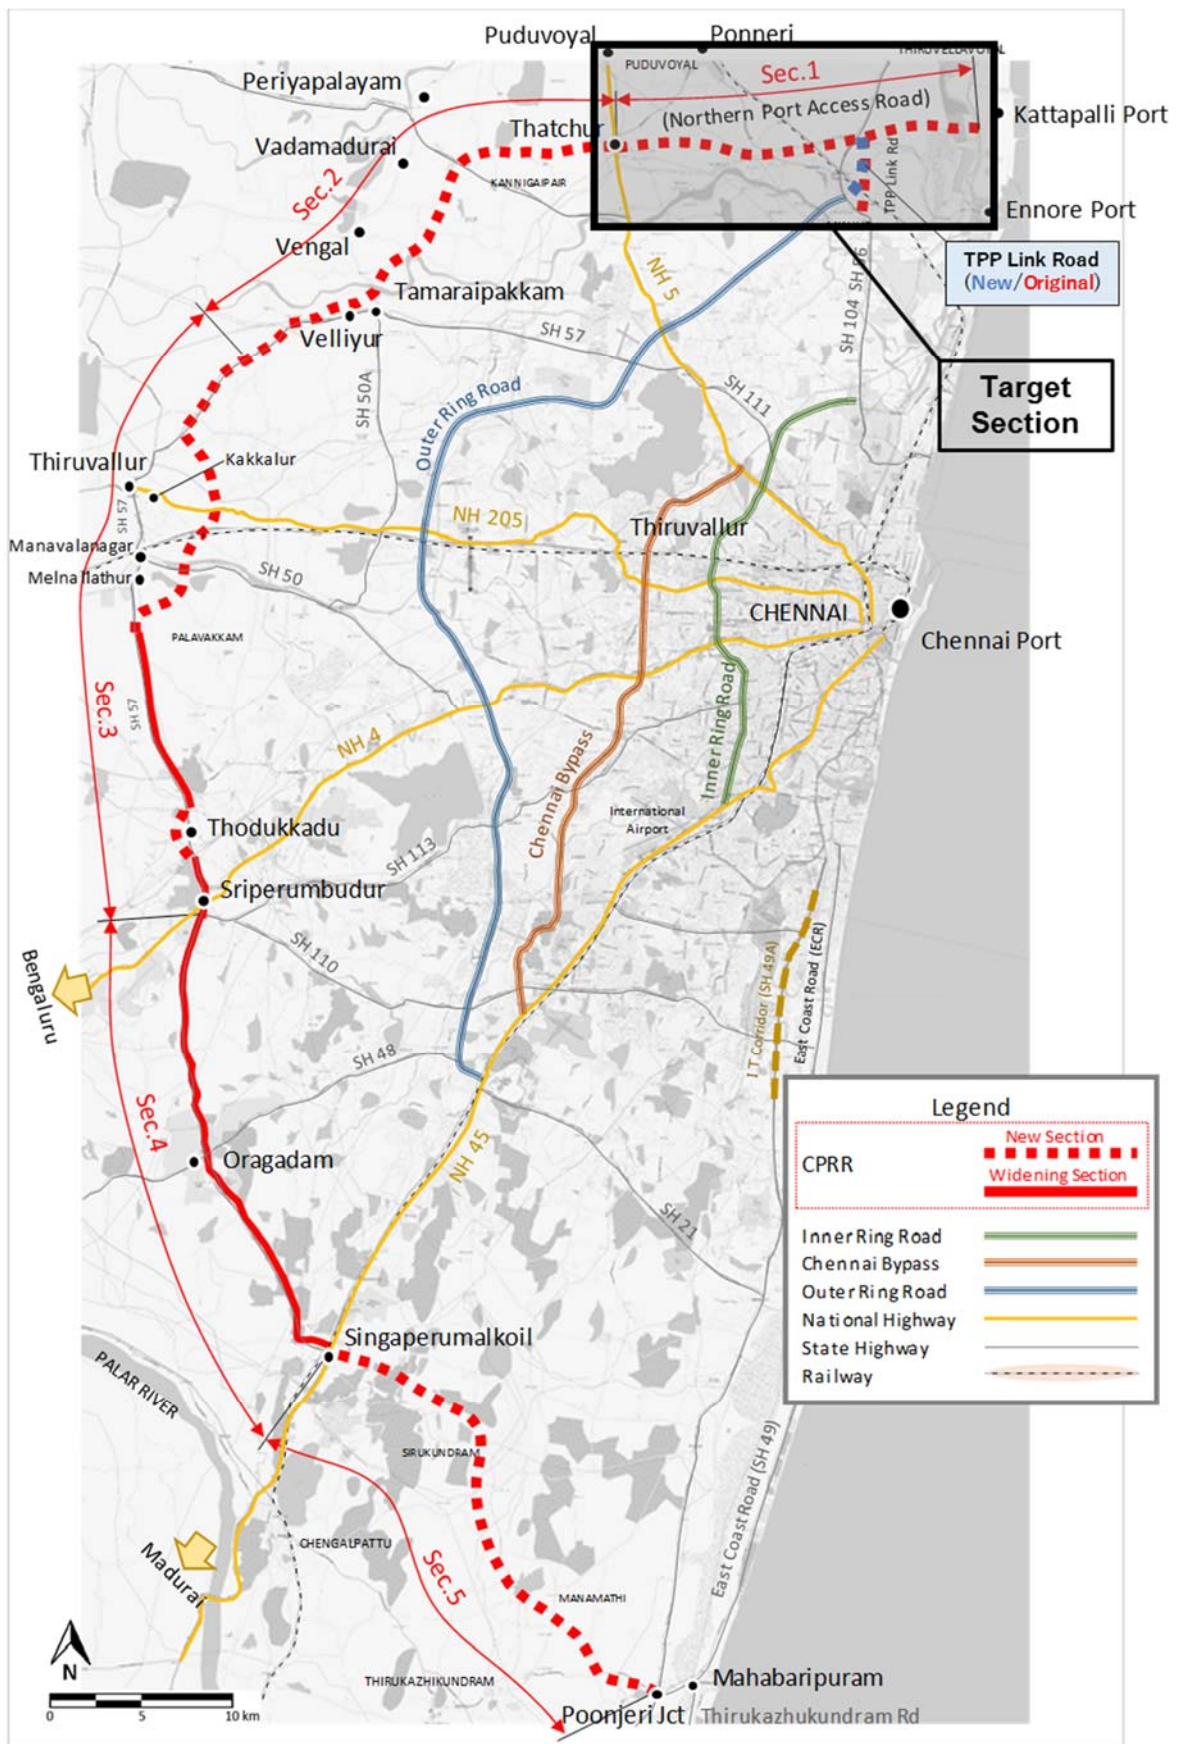 Puduvoyal
Ponneri
PUDUVOYAL
THIRUVELLAVOYAL
Sec.1
Periyapalayam
(Northern Port Access Road)
Kattapalli Port
Thatchur
Vadamadurai
KANNIGAIPAIR
TPP Link Rd
Sec.2
Ennore Port
Vengal
TPP Link Road
(New/Original)
NH 5
Tamaraipakkam
SH 104
SH 56
Velliyur
SH 57
Target
Section
SH 50A
SH 111
Outer Ring Road
Thiruvallur
Kakkalur
SH 57
NH 205
Thiruvallur
Manavalanagar
Melnallathur
SH 50
CHENNAI
PALAVAKKAM
Chennai Port
Sec.3
SH 57
Inner Ring Road
NH 4
Chennai Bypass
International
Airport
Thodukkadu
SH 113
Sriperumbudur
SH 110
Bengaluru
I.T Corridor (SH 49A)
East Coast Road (ECR)
SH 48
Sec.4
Legend
New Section
CPRR
Widening Section
Oragadam
NH 45
SH 21
Inner Ring Road
Chennai Bypass
Outer Ring Road
National Highway
State Highway
Railway
Singaperumalkoil
PALAR RIVER
SIRUKUNDRAM
East Coast Road (SH 49)
CHENGALPATTU
Madurai
Sec.5
MANAMATHI
N
THIRUKAZHIKUNDRAM
Mahabaripuram
Poonjeri Jct
Thirukazhukundram Rd
0 5 10 km